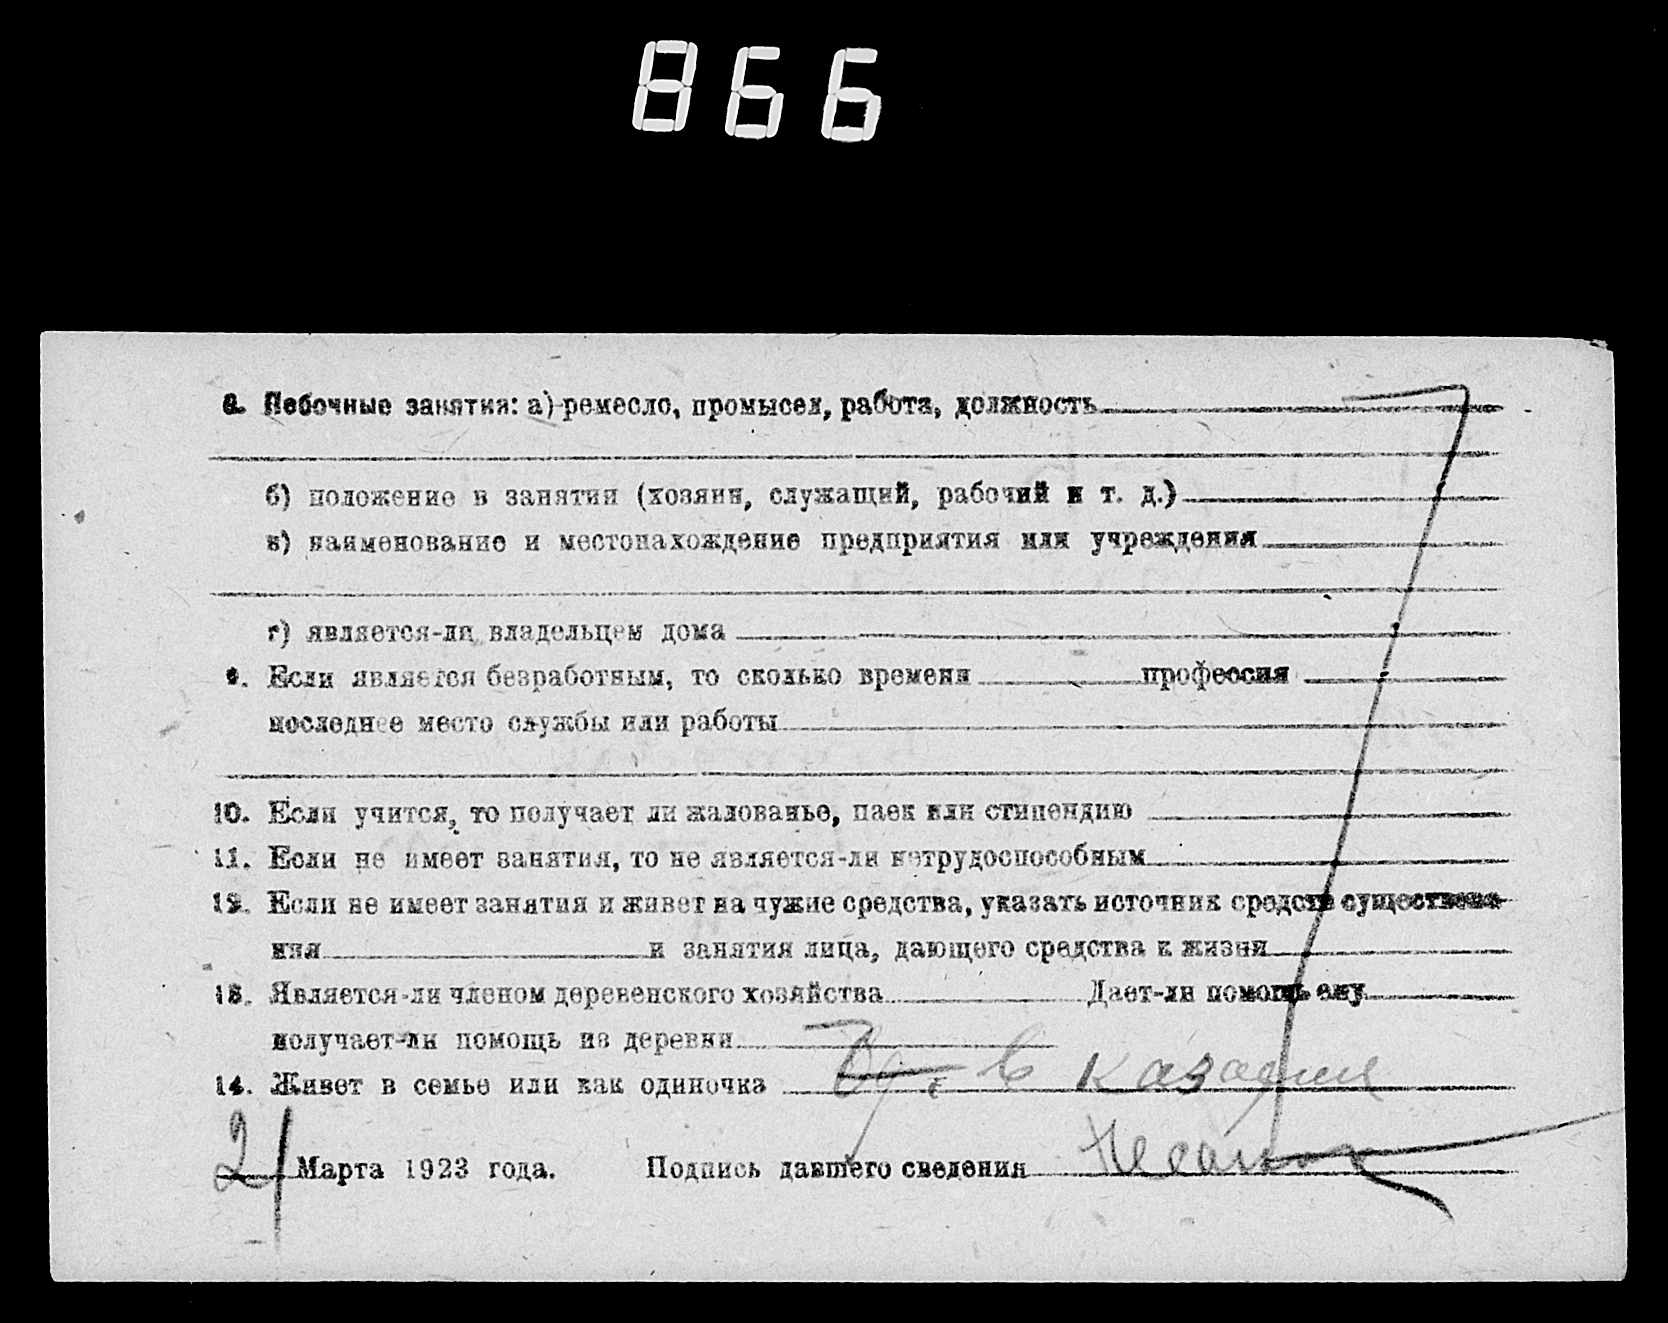 866
8. Побочные занятия: а) ремесло, промысел, работа, должность
б) положение в занятии (хозяин, служащий, рабочий и т. д.)
в) наименование и местонахождение предприятия или учреждения
г) является-ли владельцем дома
9. Если является безработным, то сколько времени профессия
последнее место службы или работы
10. Если учится, то получает ли жалованье, паек или стипендию
11. Если не имеет занятия, то не является-ли нетрудоспособным
12. Если не имеет занятия и живет на чужие средства, указать источник средств существова-
ния и занятия лица, дающего средства к жизни
13. Является-ли членом деревенского хозяйства Дает-ли помощь ему
получает-ли помощь из деревни
14. Живет в семье или как одиночка в казарме
21 Марта 1923 года. Подпись давшего сведения